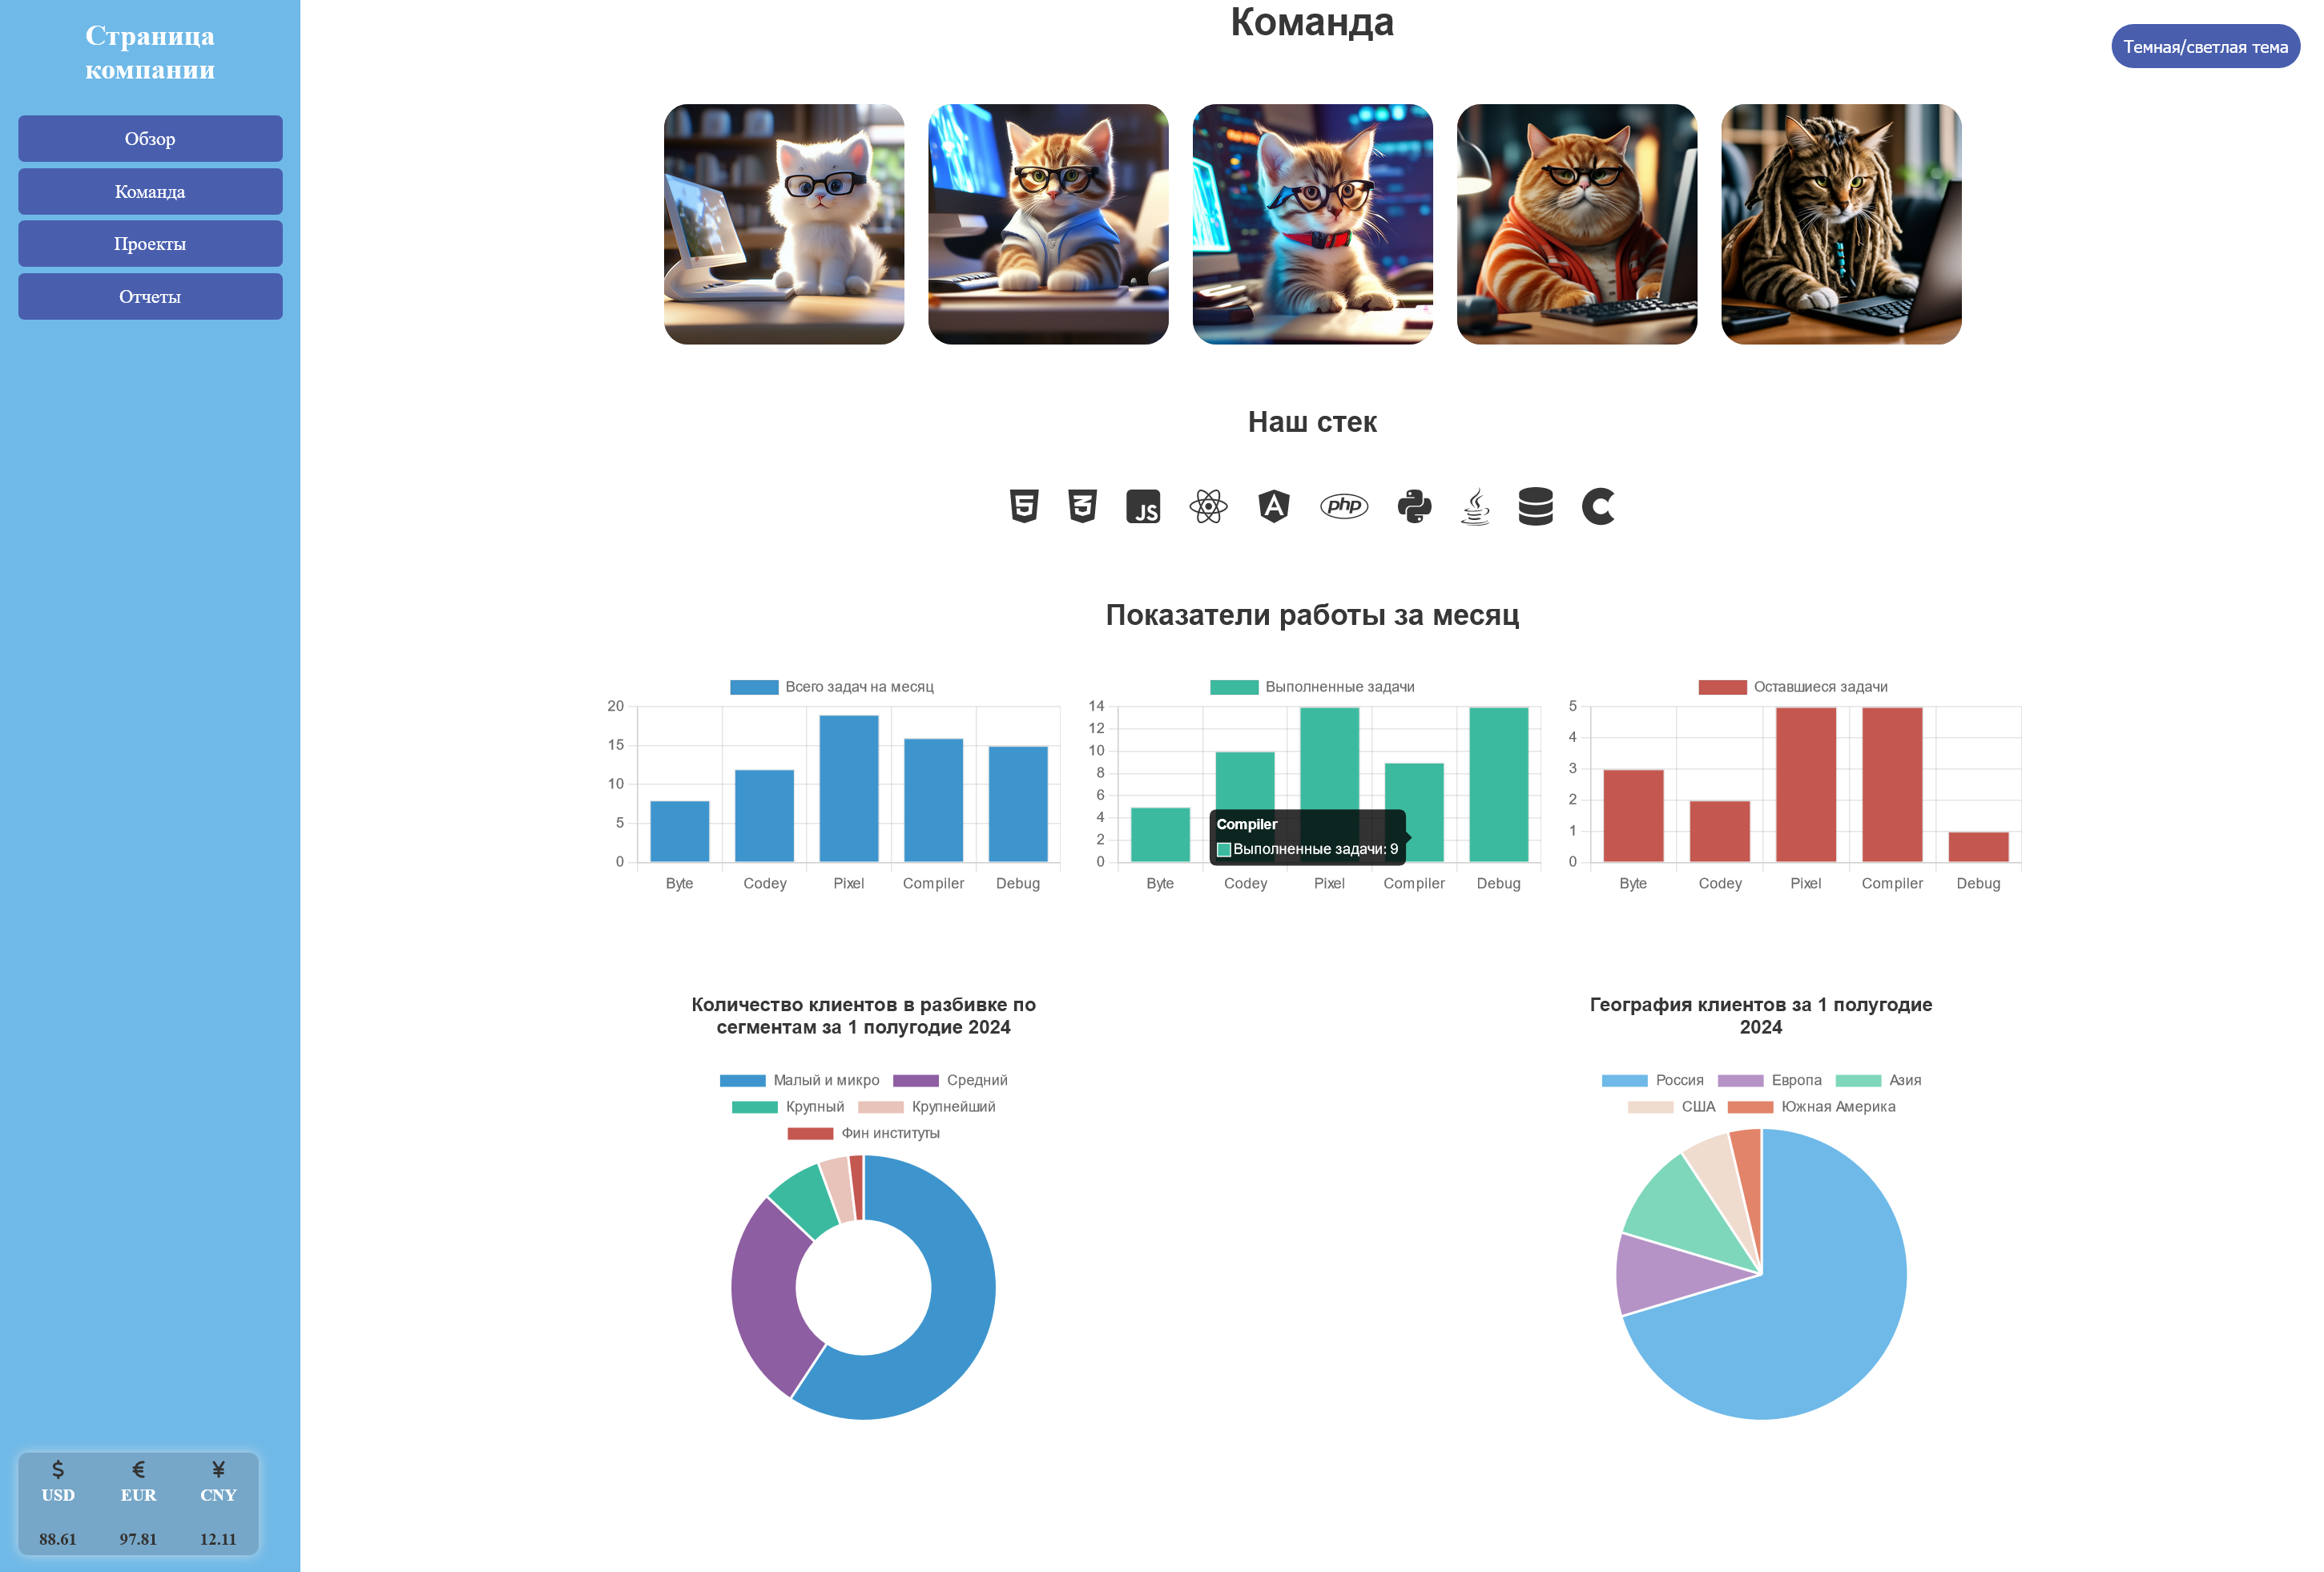 Страница
компании
Обзор
Команда
Проекты
Отчеты
$ € ¥
USD EUR CNY
88.61 97.81 12.11
Команда
Темная/светлая тема
Наш стек
5 3 JS A php C
Показатели работы за месяц
Всего задач на месяц
20
15
10
5
0
Byte Codey Pixel Compiler Debug
Выполненные задачи
14
12
10
8
6
4
2
0
Compiler
Выполненные задачи: 9
Byte Codey Pixel Compiler Debug
Оставшиеся задачи
5
4
3
2
1
0
Byte Codey Pixel Compiler Debug
Количество клиентов в разбивке по
сегментам за 1 полугодие 2024
Малый и микро Средний
Крупный Крупнейший
Фин институты
География клиентов за 1 полугодие
2024
Россия Европа Азия
США Южная Америка